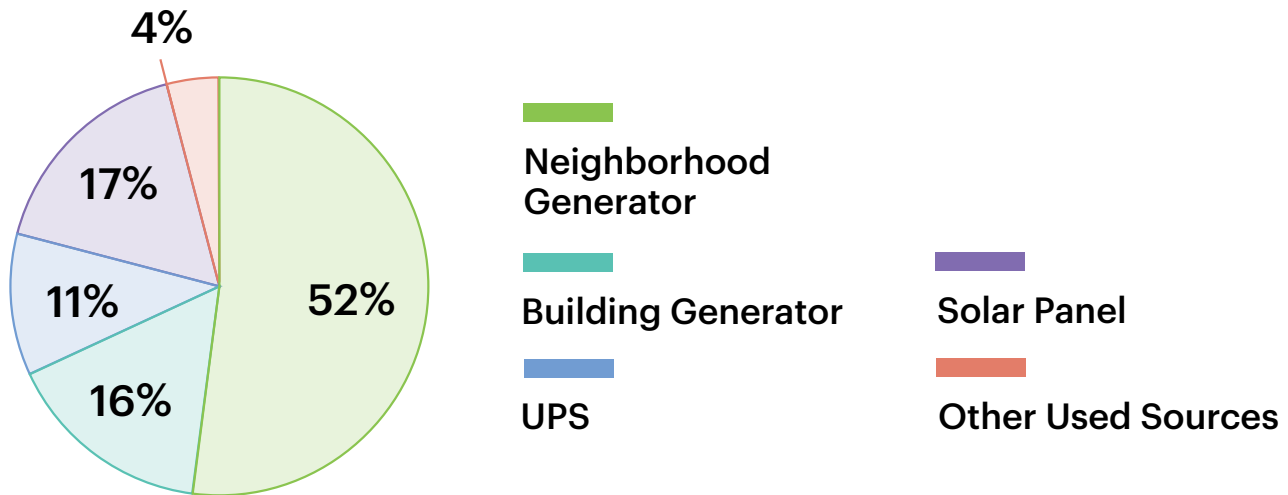 4%
17%
11%
52%
16%
Neighborhood
Generator
Building Generator
UPS
Solar Panel
Other Used Sources